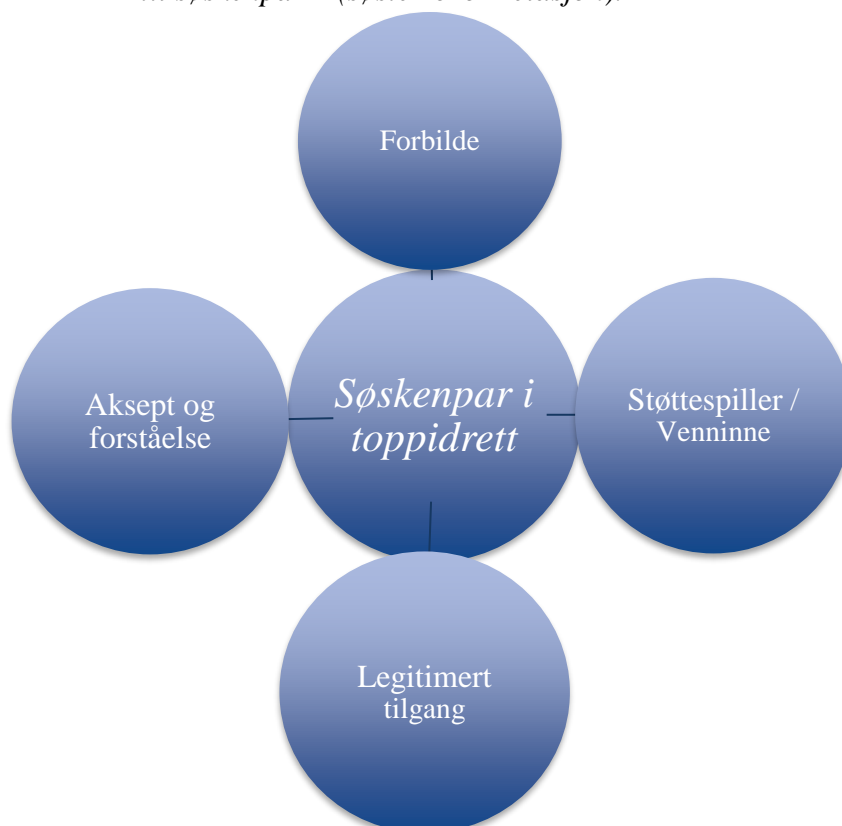 Forbilde
Aksept og
forståelse
Søskenpar i
toppidrett
Støttespiller /
Venninne
Legitimert
tilgang